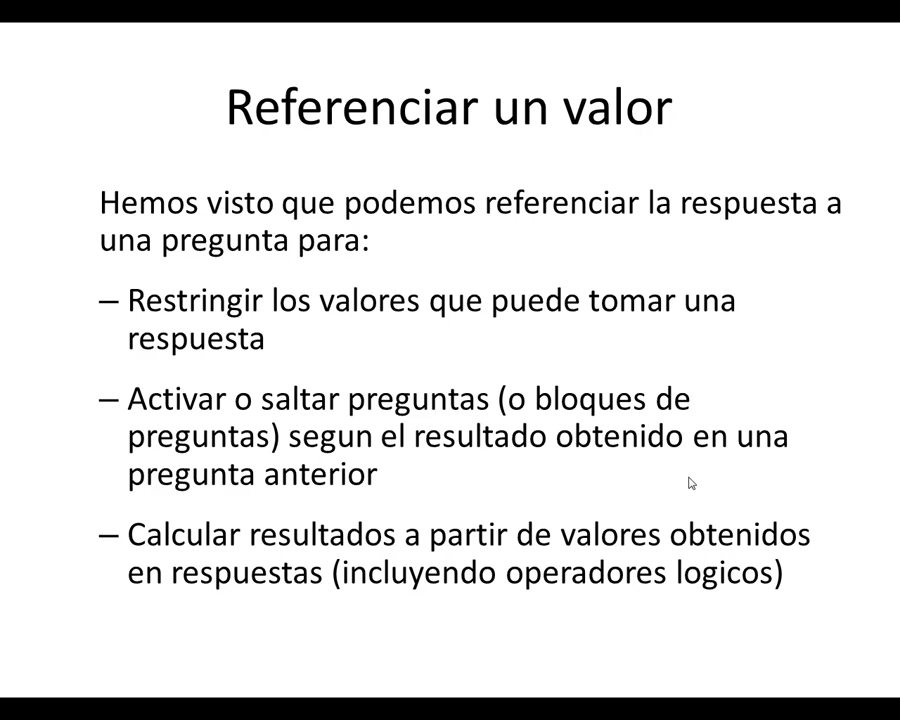 Referenciar un valor
Hemos visto que podemos referenciar la respuesta a
una pregunta para:
– Restringir los valores que puede tomar una
respuesta
– Activar o saltar preguntas (o bloques de
preguntas) segun el resultado obtenido en una
pregunta anterior
– Calcular resultados a partir de valores obtenidos
en respuestas (incluyendo operadores logicos)